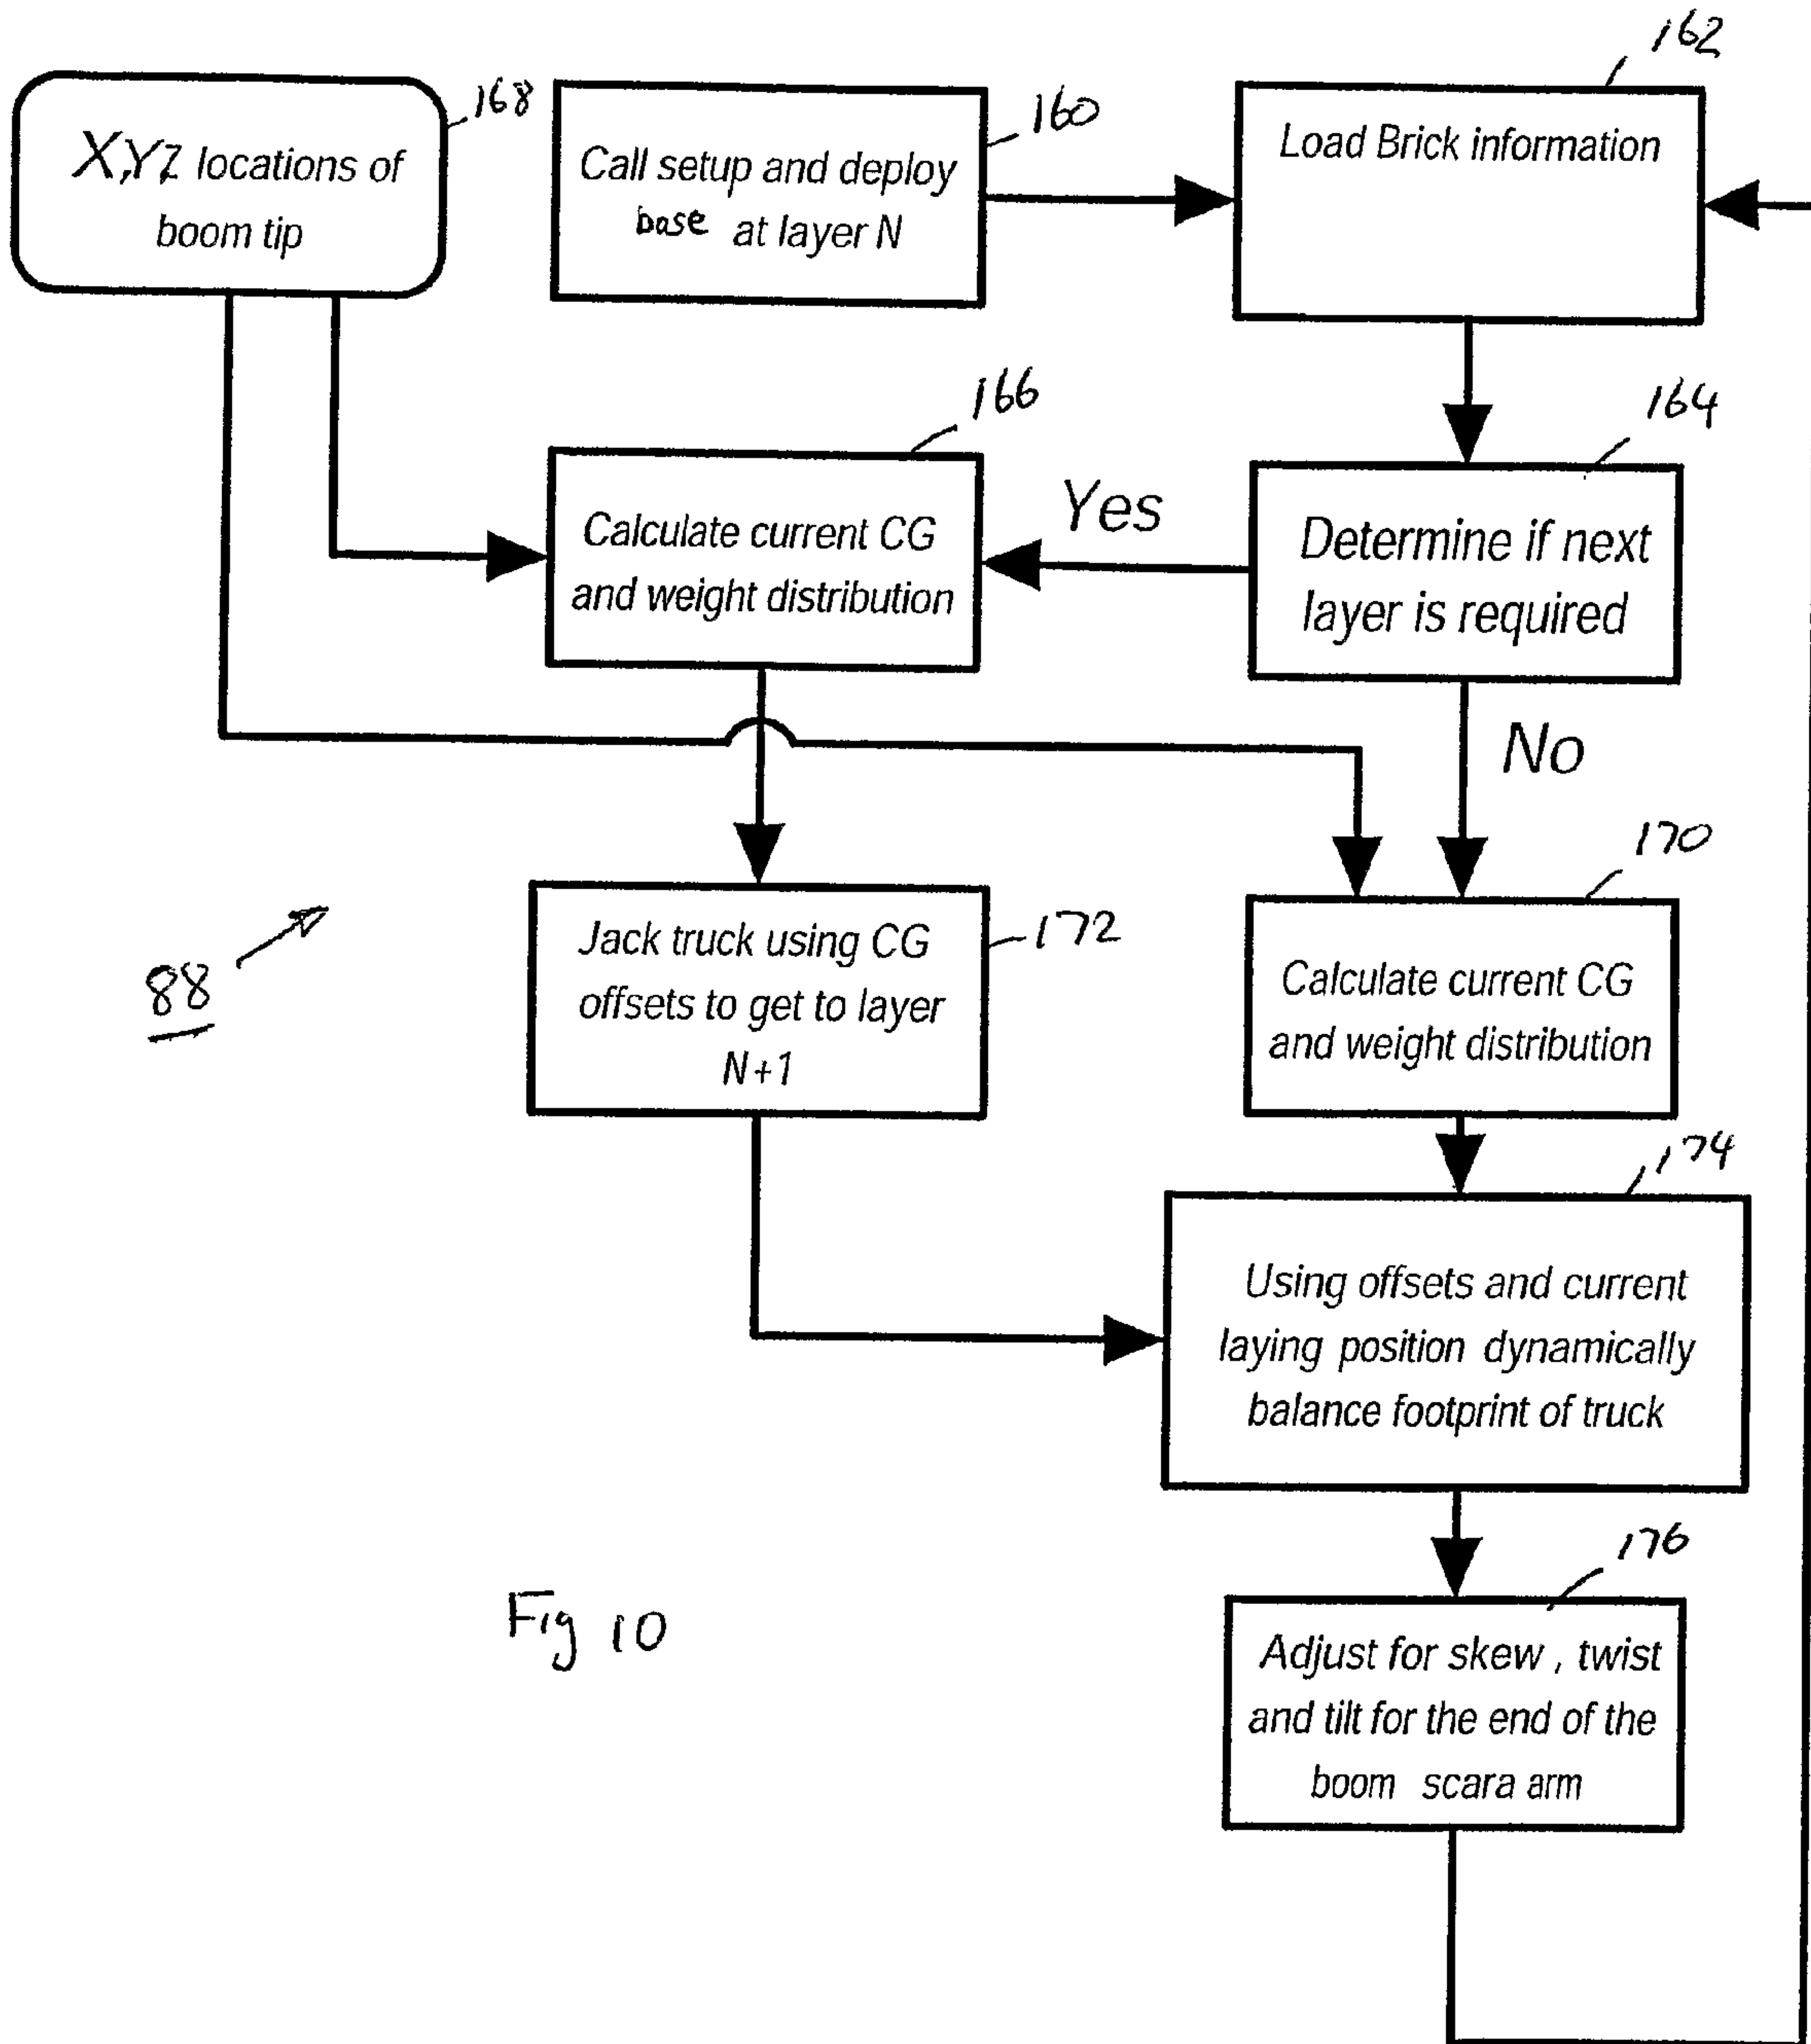 162
168
X,Y,Z locations of
boom tip
160
Call setup and deploy
base at layer N
Load Brick information
166
Calculate current CG
and weight distribution
Yes
164
Determine if next
layer is required
No
170
Jack truck using CG
offsets to get to layer
N+1
172
88
Calculate current CG
and weight distribution
174
Using offsets and current
laying position dynamically
balance footprint of truck
176
Adjust for skew, twist
and tilt for the end of the
boom scara arm
Fig 10